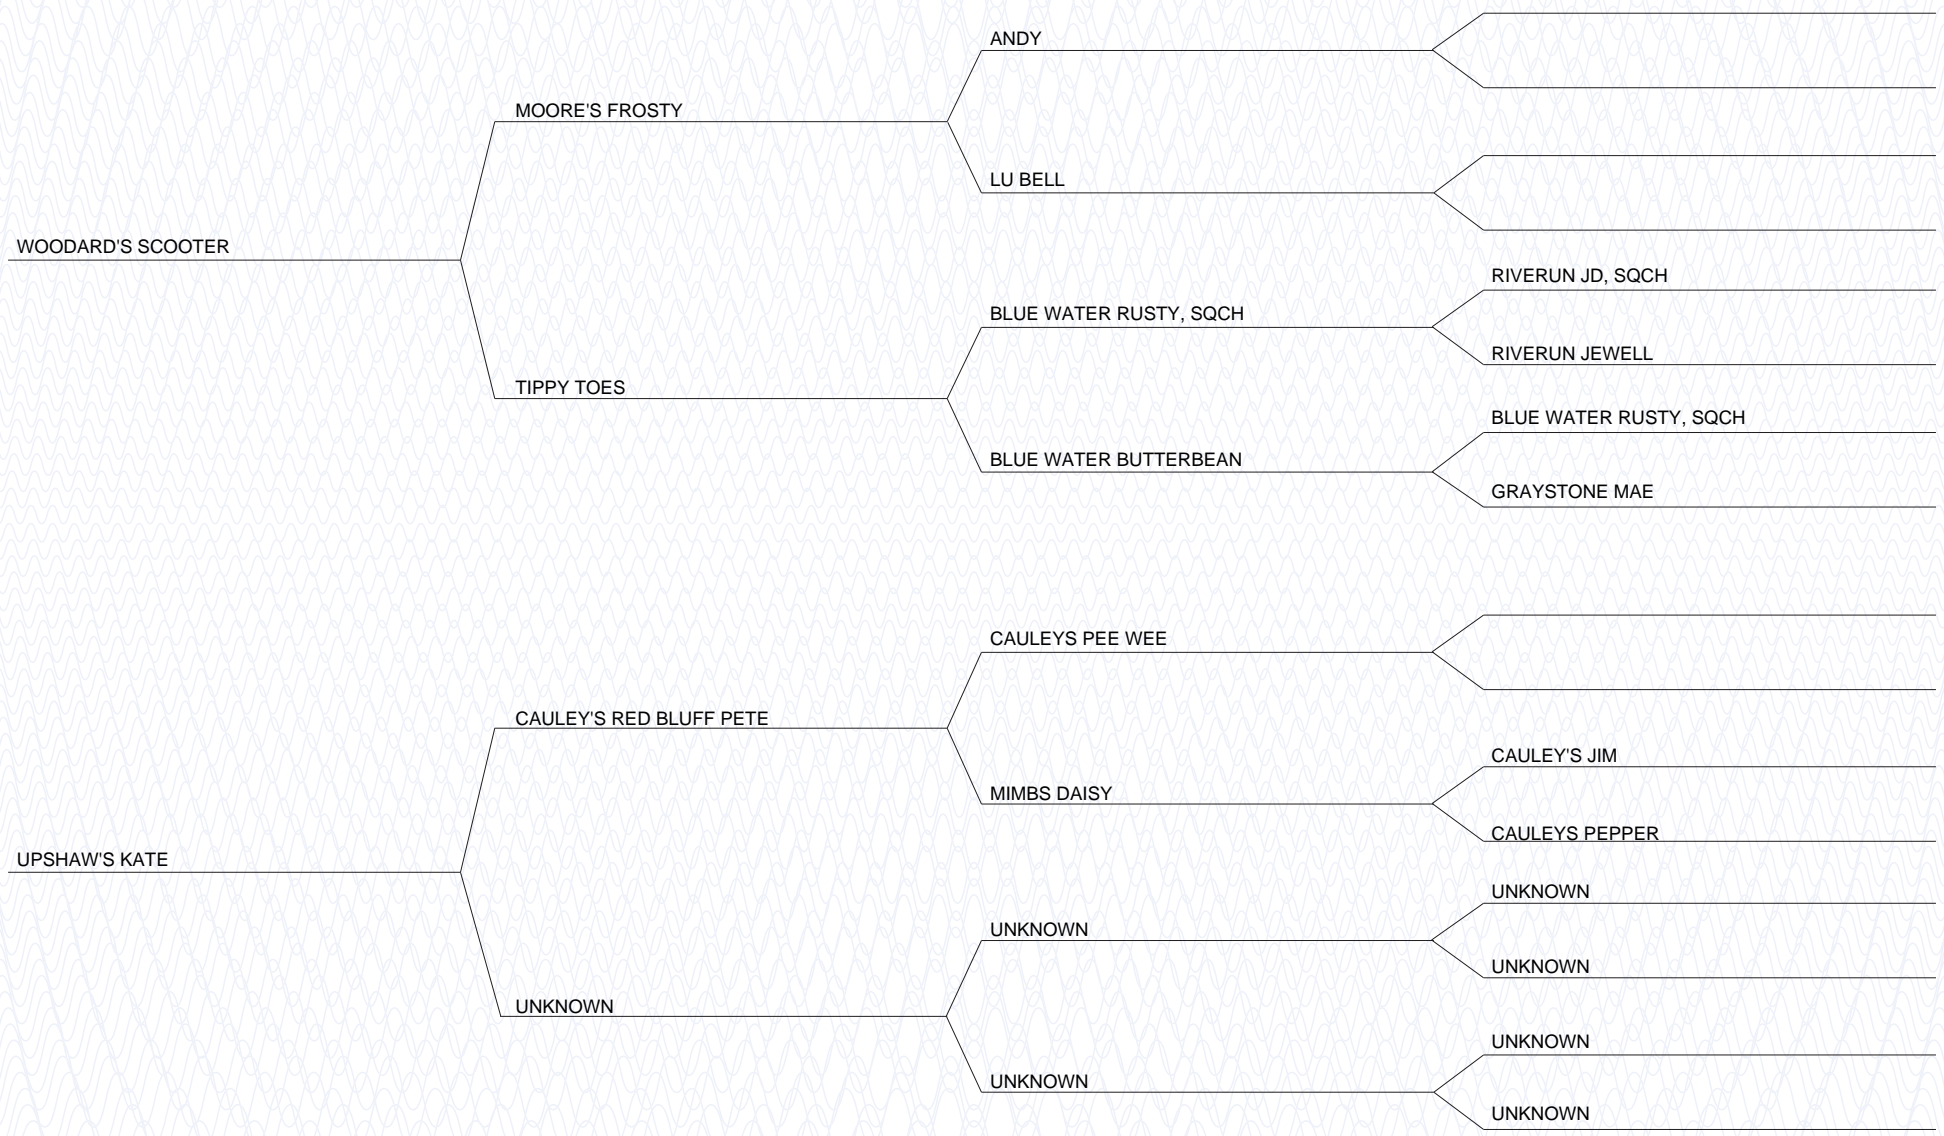 ANDY
MOORE'S FROSTY
LU BELL
WOODARD'S SCOOTER
RIVERUN JD, SQCH
BLUE WATER RUSTY, SQCH
RIVERUN JEWELL
TIPPY TOES
BLUE WATER RUSTY, SQCH
BLUE WATER BUTTERBEAN
GRAYSTONE MAE
CAULEYS PEE WEE
CAULEY'S RED BLUFF PETE
CAULEY'S JIM
MIMBS DAISY
CAULEYS PEPPER
UPSHAW'S KATE
UNKNOWN
UNKNOWN
UNKNOWN
UNKNOWN
UNKNOWN
UNKNOWN
UNKNOWN